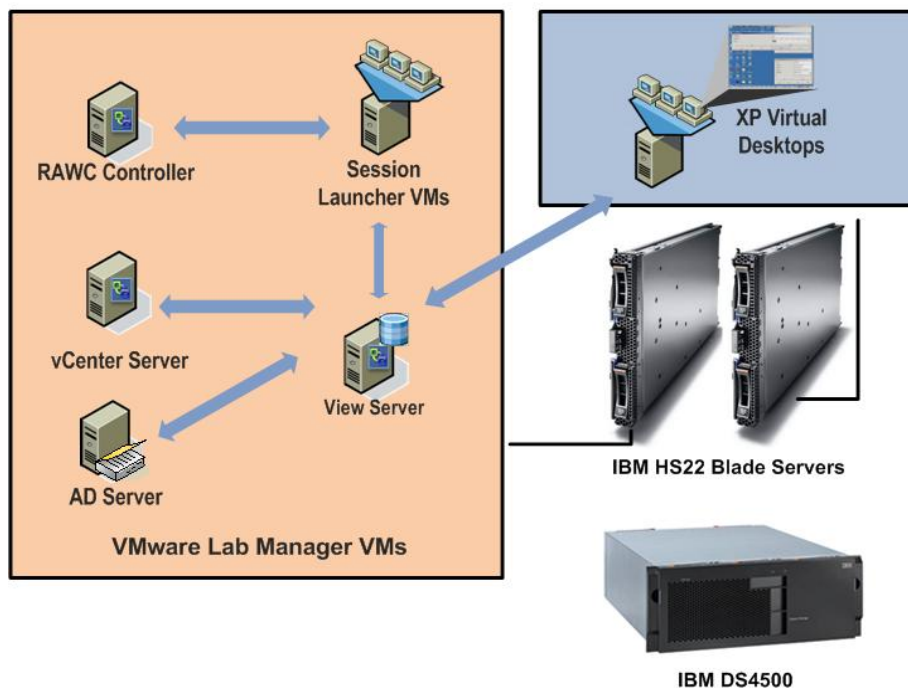 RAWC Controller
Session
Launcher VMs
XP Virtual
Desktops
vCenter Server
View Server
AD Server
VMware Lab Manager VMs
IBM HS22 Blade Servers
IBM DS4500